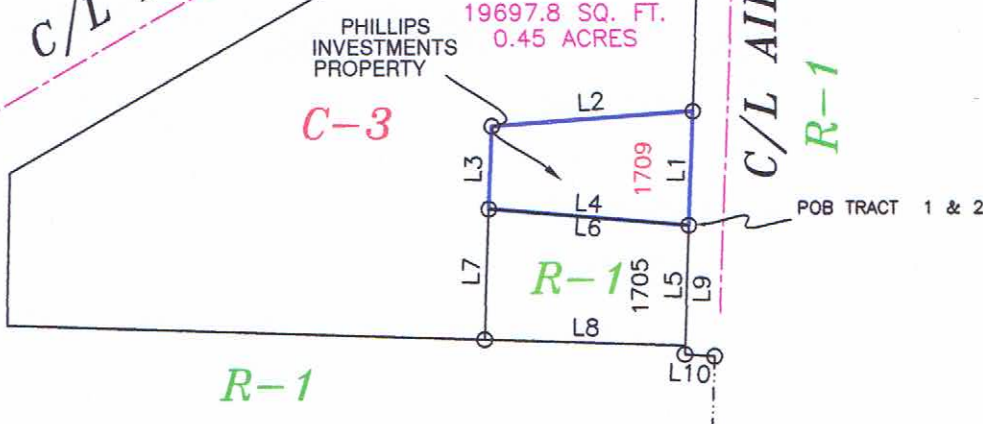 C/L
19697.8 SQ. FT.
0.45 ACRES
PHILLIPS
INVESTMENTS
PROPERTY
C-3
L2
L3
1709
L1
C/L
R-1
L4
L6
POB TRACT 1 & 2
L7
R-1
1705
L5
L9
L8
L10
R-1